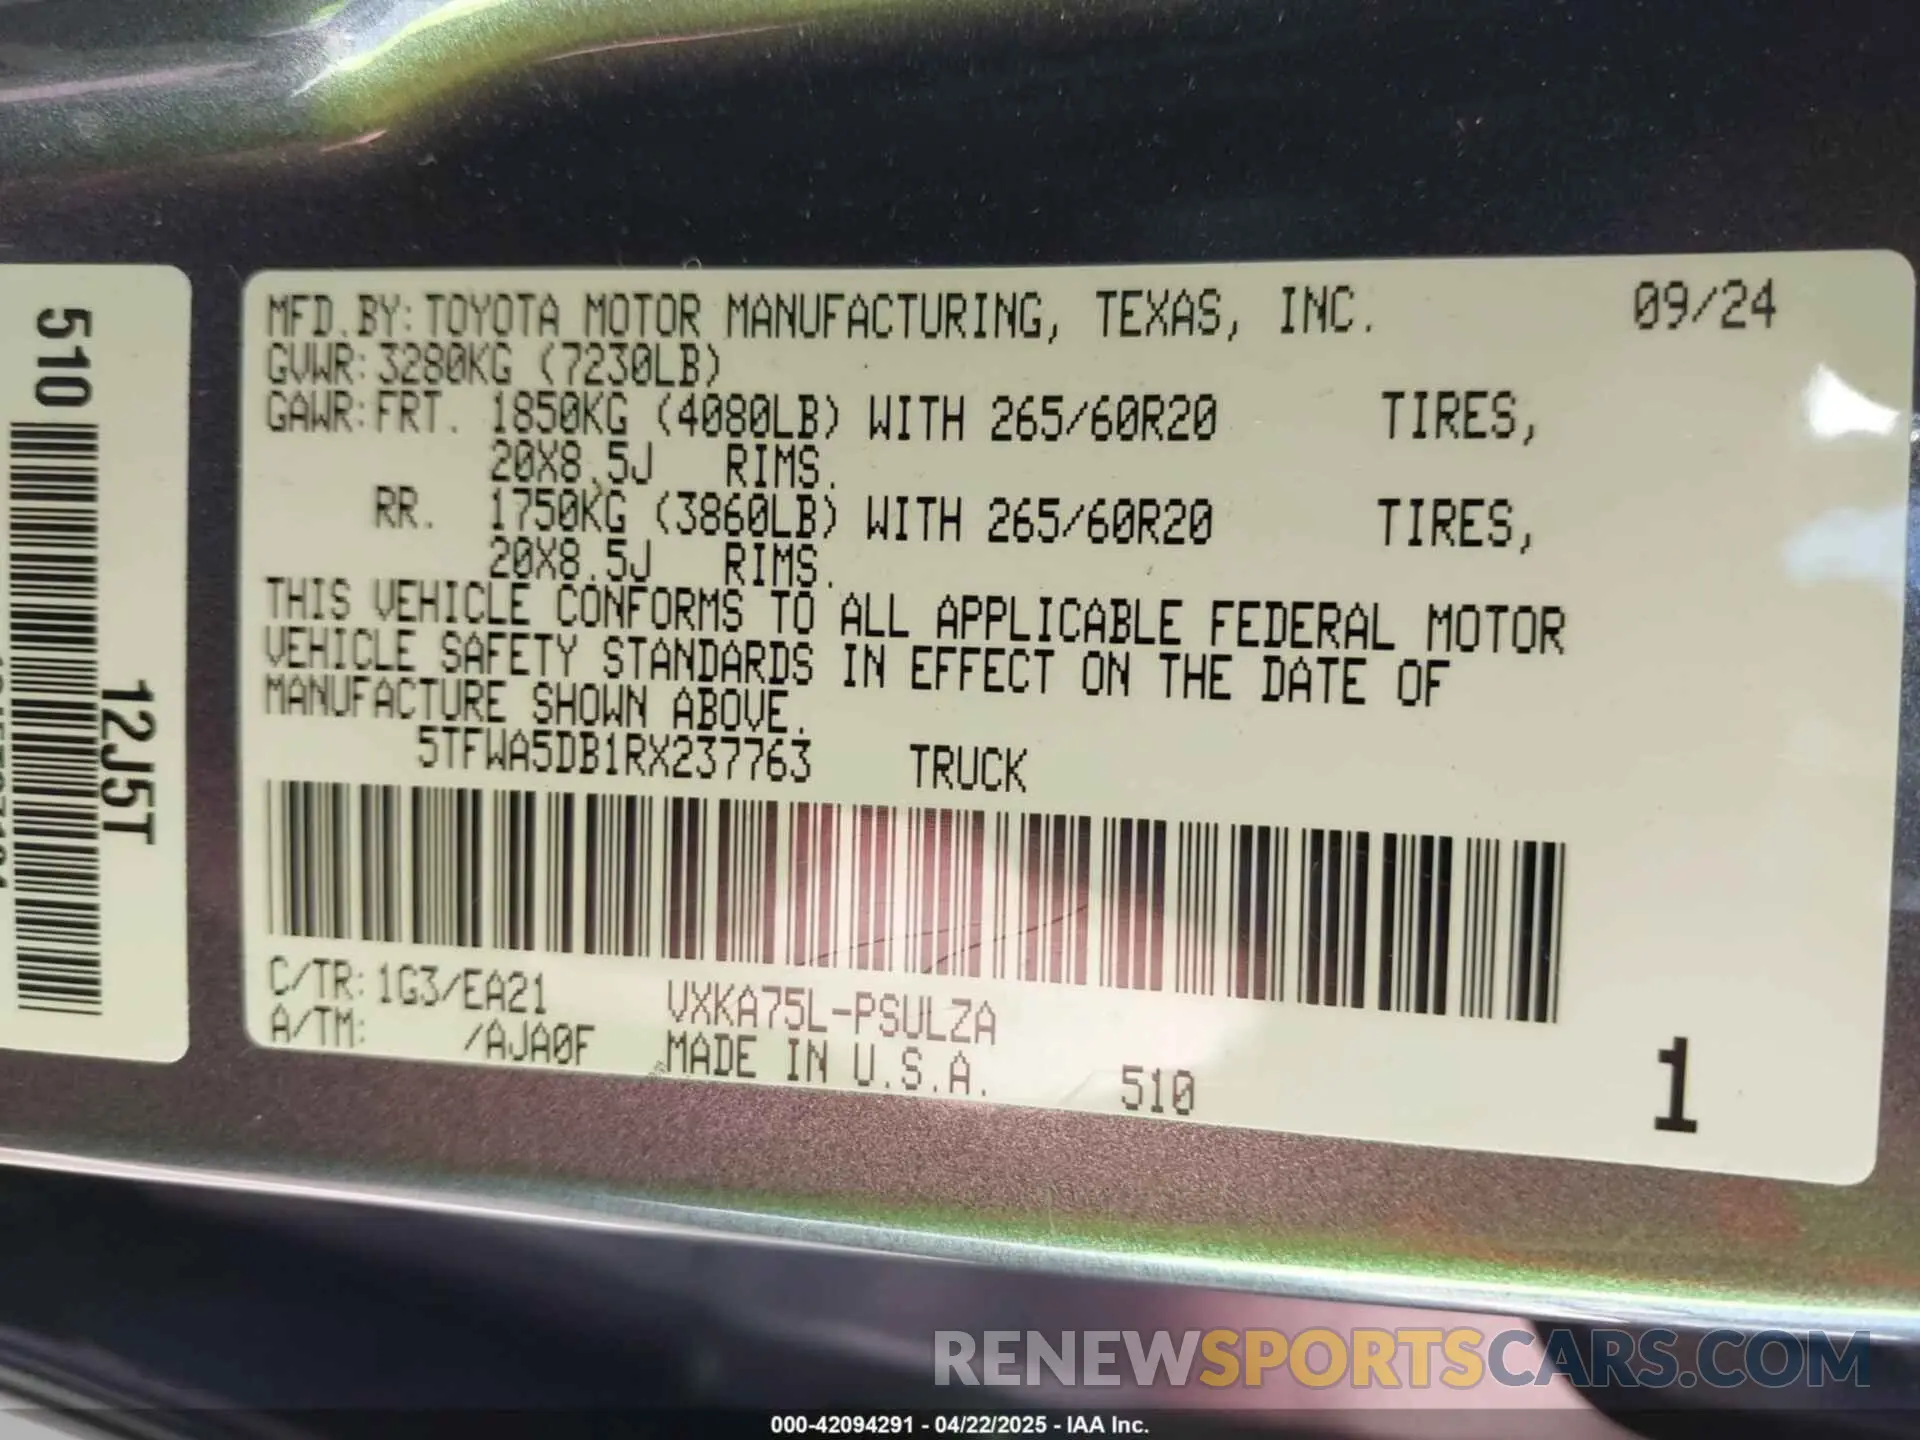 510
12J5T
MFD.BY:TOYOTA MOTOR MANUFACTURING, TEXAS, INC. 09/24
GVWR:3280KG (7230LB)
GAWR:FRT. 1850KG (4080LB) WITH 265/60R20 TIRES,
20X8.5J RIMS.
RR. 1750KG (3860LB) WITH 265/60R20 TIRES,
20X8.5J RIMS.
THIS VEHICLE CONFORMS TO ALL APPLICABLE FEDERAL MOTOR
VEHICLE SAFETY STANDARDS IN EFFECT ON THE DATE OF
MANUFACTURE SHOWN ABOVE.
5TFWA5DB1RX237763 TRUCK
C/TR:1G3/EA21 VXKA75L-PSULZA
A/TM: /AJA0F MADE IN U.S.A. 510
1
RENEWSPORTSCARS.COM
000-42094291 - 04/22/2025 - IAA Inc.